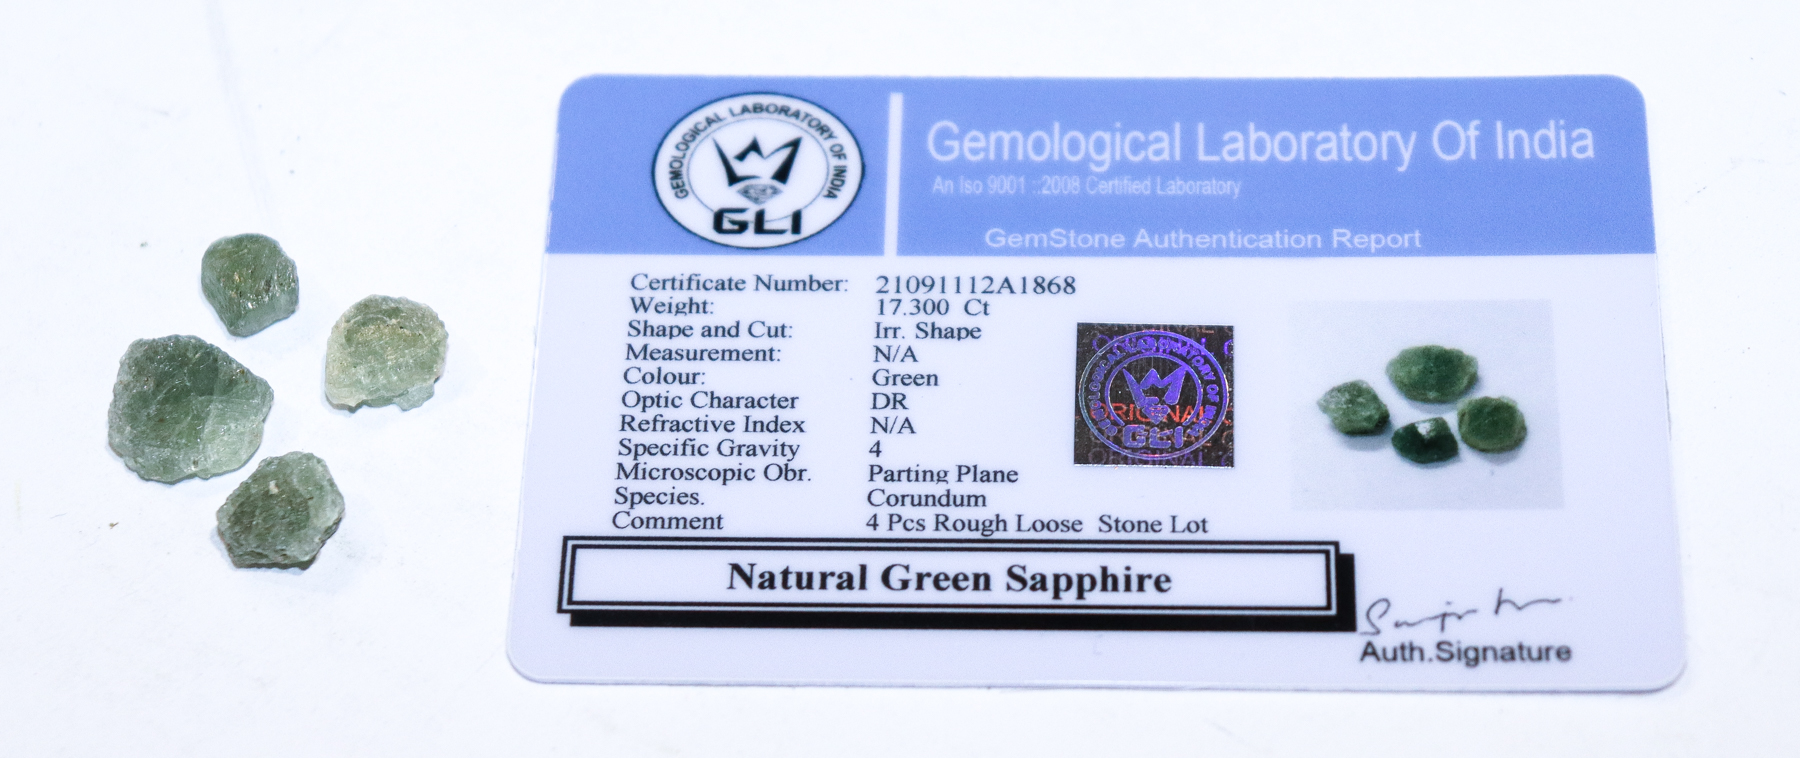 GEMOLOGICAL LABORATORY OF INDIA
GLI
Gemological Laboratory Of India
An Iso 9001 ::2008 Certified Laboratory
GemStone Authentication Report
Certificate Number: 21091112A1868
Weight: 17.300 Ct
Shape and Cut: Irr. Shape
Measurement: N/A
Colour: Green
Optic Character DR
Refractive Index N/A
Specific Gravity 4
Microscopic Obr. Parting Plane
Species. Corundum
Comment 4 Pcs Rough Loose Stone Lot
ORIGINAL
GLI
ORIGINAL
Natural Green Sapphire
Auth.Signature